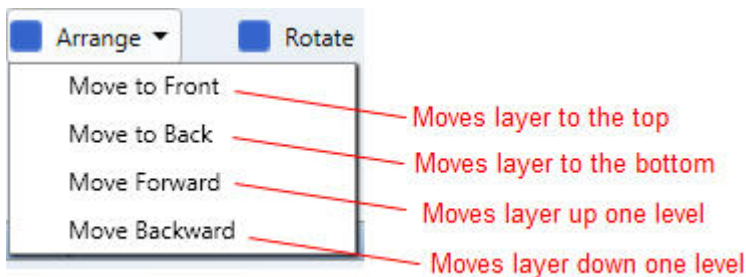 Arrange Rotate
Move to Front
Moves layer to the top
Move to Back
Moves layer to the bottom
Move Forward
Moves layer up one level
Move Backward
Moves layer down one level